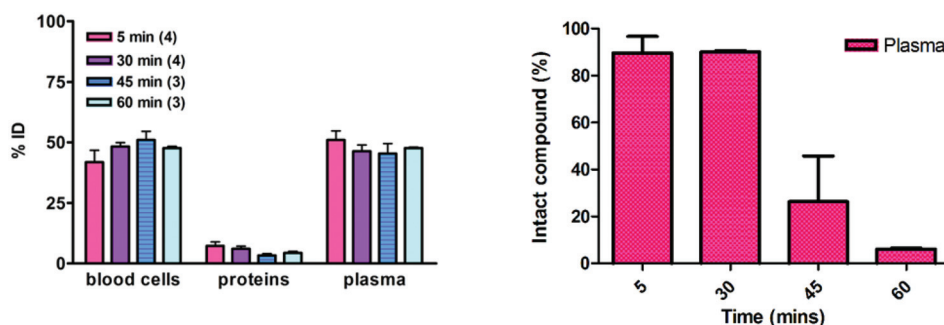 100
75
50
25
0
% ID
5 min (4)
30 min (4)
45 min (3)
60 min (3)
blood cells
proteins
plasma
100
80
60
40
20
0
Intact compound (%)
Plasma
5
30
45
60
Time (mins)